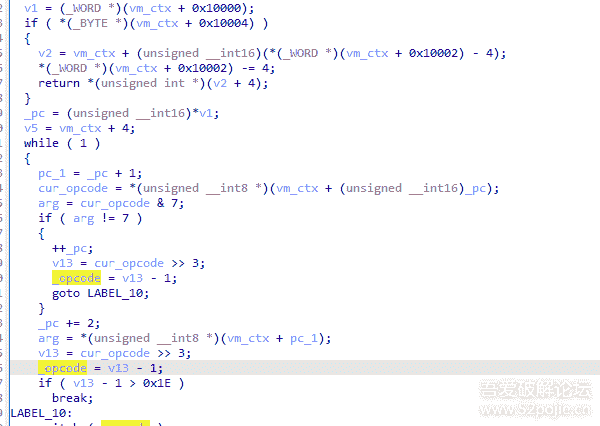 v1 = (_WORD *)(vm_ctx + 0x10000);
if ( *(_BYTE *)(vm_ctx + 0x10004) )
{
v2 = vm_ctx + (unsigned __int16)(*(_WORD *)(vm_ctx + 0x10002) - 4);
*(_WORD *)(vm_ctx + 0x10002) -= 4;
return *(unsigned int *)(v2 + 4);
}
_pc = (unsigned __int16)*v1;
v5 = vm_ctx + 4;
while ( 1 )
{
pc_1 = _pc + 1;
cur_opcode = *(unsigned __int8 *)(vm_ctx + (unsigned __int16)_pc);
arg = cur_opcode & 7;
if ( arg != 7 )
{
++_pc;
v13 = cur_opcode >> 3;
_opcode = v13 - 1;
goto LABEL_10;
}
_pc += 2;
arg = *(unsigned __int8 *)(vm_ctx + pc_1);
v13 = cur_opcode >> 3;
_opcode = v13 - 1;
if ( v13 - 1 > 0x1E )
break;
LABEL_10:
吾爱破解论坛
www.52pojie.cn